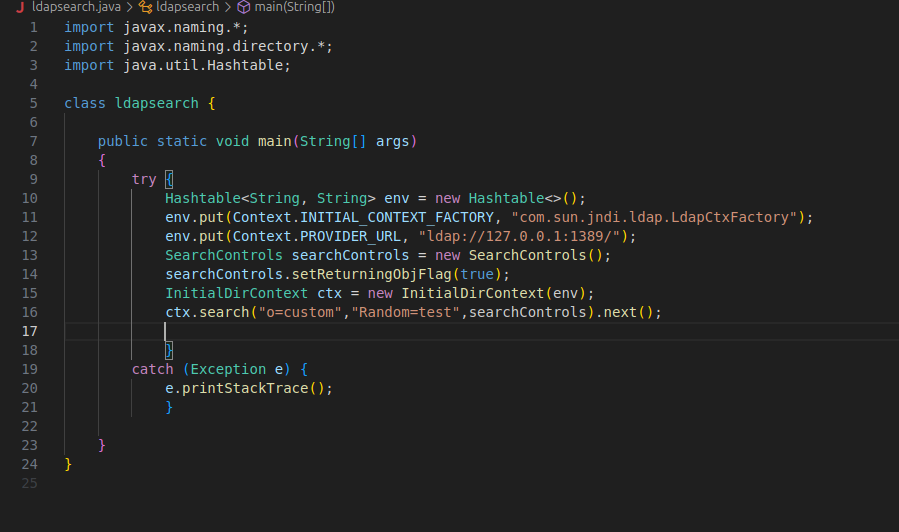 ldapsearch.java > ldapsearch > main(String[])
1 import javax.naming.*;
2 import javax.naming.directory.*;
3 import java.util.Hashtable;
4
5 class ldapsearch {
6
7 public static void main(String[] args)
8 {
9 try {
10 Hashtable<String, String> env = new Hashtable<>();
11 env.put(Context.INITIAL_CONTEXT_FACTORY, "com.sun.jndi.ldap.LdapCtxFactory");
12 env.put(Context.PROVIDER_URL, "ldap://127.0.0.1:1389/");
13 SearchControls searchControls = new SearchControls();
14 searchControls.setReturningObjFlag(true);
15 InitialDirContext ctx = new InitialDirContext(env);
16 ctx.search("o=custom","Random=test",searchControls).next();
17
18 }
19 catch (Exception e) {
20 e.printStackTrace();
21 }
22
23 }
24 }
25